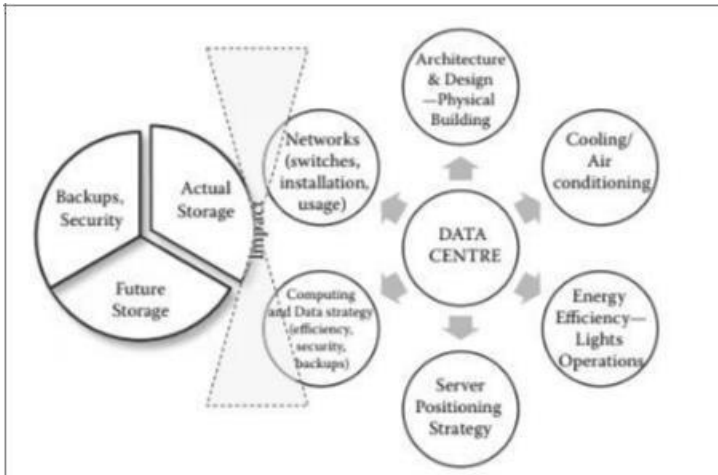 Backups,
Security
Actual
Storage
Future
Storage
Impact
Networks
(switches,
installation,
usage)
Architecture
& Design
—Physical
Building
Cooling/
Air
conditioning
DATA
CENTRE
Computing
and Data strategy
(efficiency,
security,
backups)
Server
Positioning
Strategy
Energy
Efficiency—
Lights
Operations